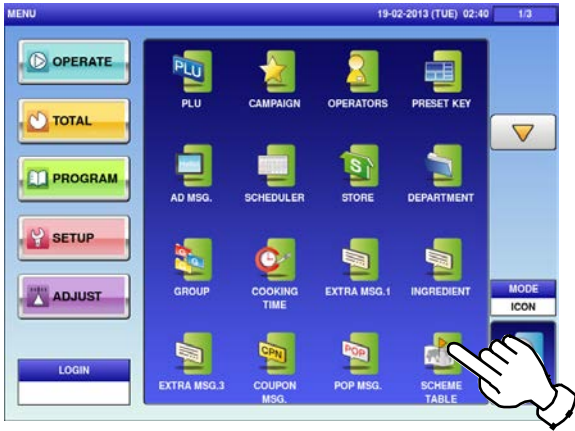 MENU 19-02-2013 (TUE) 02:40 1/3
OPERATE
TOTAL
PROGRAM
SETUP
ADJUST
LOGIN
PLU
PLU CAMPAIGN OPERATORS PRESET KEY
S
AD MSG. SCHEDULER STORE DEPARTMENT
GROUP COOKING TIME EXTRA MSG.1 INGREDIENT
CPN POP
EXTRA MSG.3 COUPON MSG. POP MSG. SCHEME TABLE
MODE
ICON